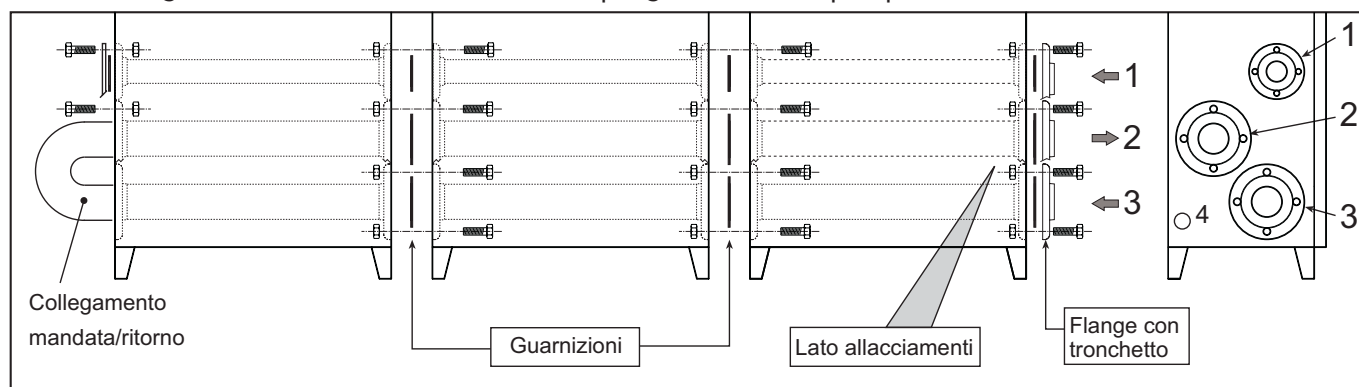 1
2
3
1
2
3
4
Collegamento
mandata/ritorno
Guarnizioni
Lato allacciamenti
Flange con
tronchetto